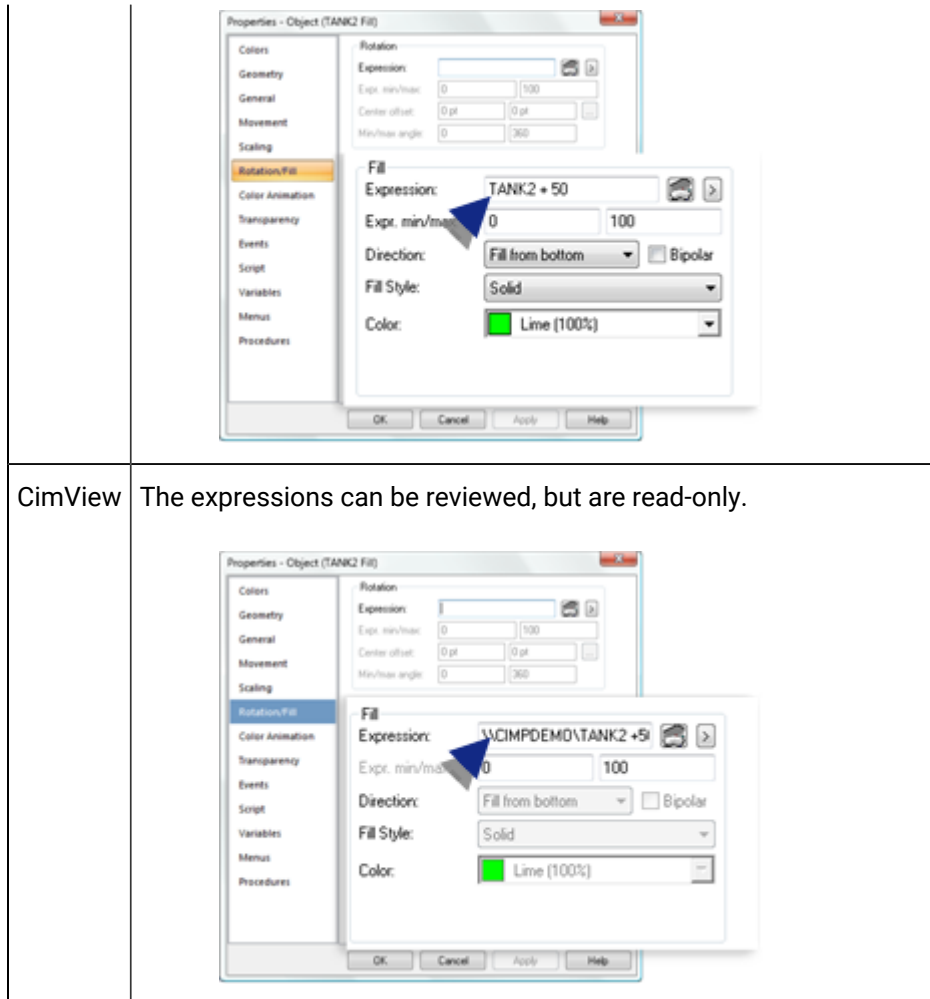 Properties - Object (TANK2 Fill)
Colors
Geometry
General
Movement
Scaling
Rotation/Fill
Color Animation
Transparency
Events
Script
Variables
Menus
Procedures
Rotation
Expression:
Expr. min/max: 0 100
Center offset: 0 pt 0 pt ...
Min/max angle: 0 360
Fill
Expression: TANK2 + 50 >
Expr. min/max 0 100
Direction: Fill from bottom Bipolar
Fill Style: Solid
Color: Lime (100%)
OK Cancel Apply Help
CimView The expressions can be reviewed, but are read-only.
Properties - Object (TANK2 Fill)
Colors
Geometry
General
Movement
Scaling
Rotation/Fill
Color Animation
Transparency
Events
Script
Variables
Menus
Procedures
Rotation
Expression:
Expr. min/max: 0 100
Center offset: 0 pt 0 pt ...
Min/max angle: 0 360
Fill
Expression: \\CIMPDEMO\TANK2 +50 >
Expr. min/max 0 100
Direction: Fill from bottom Bipolar
Fill Style: Solid
Color: Lime (100%)
OK Cancel Apply Help